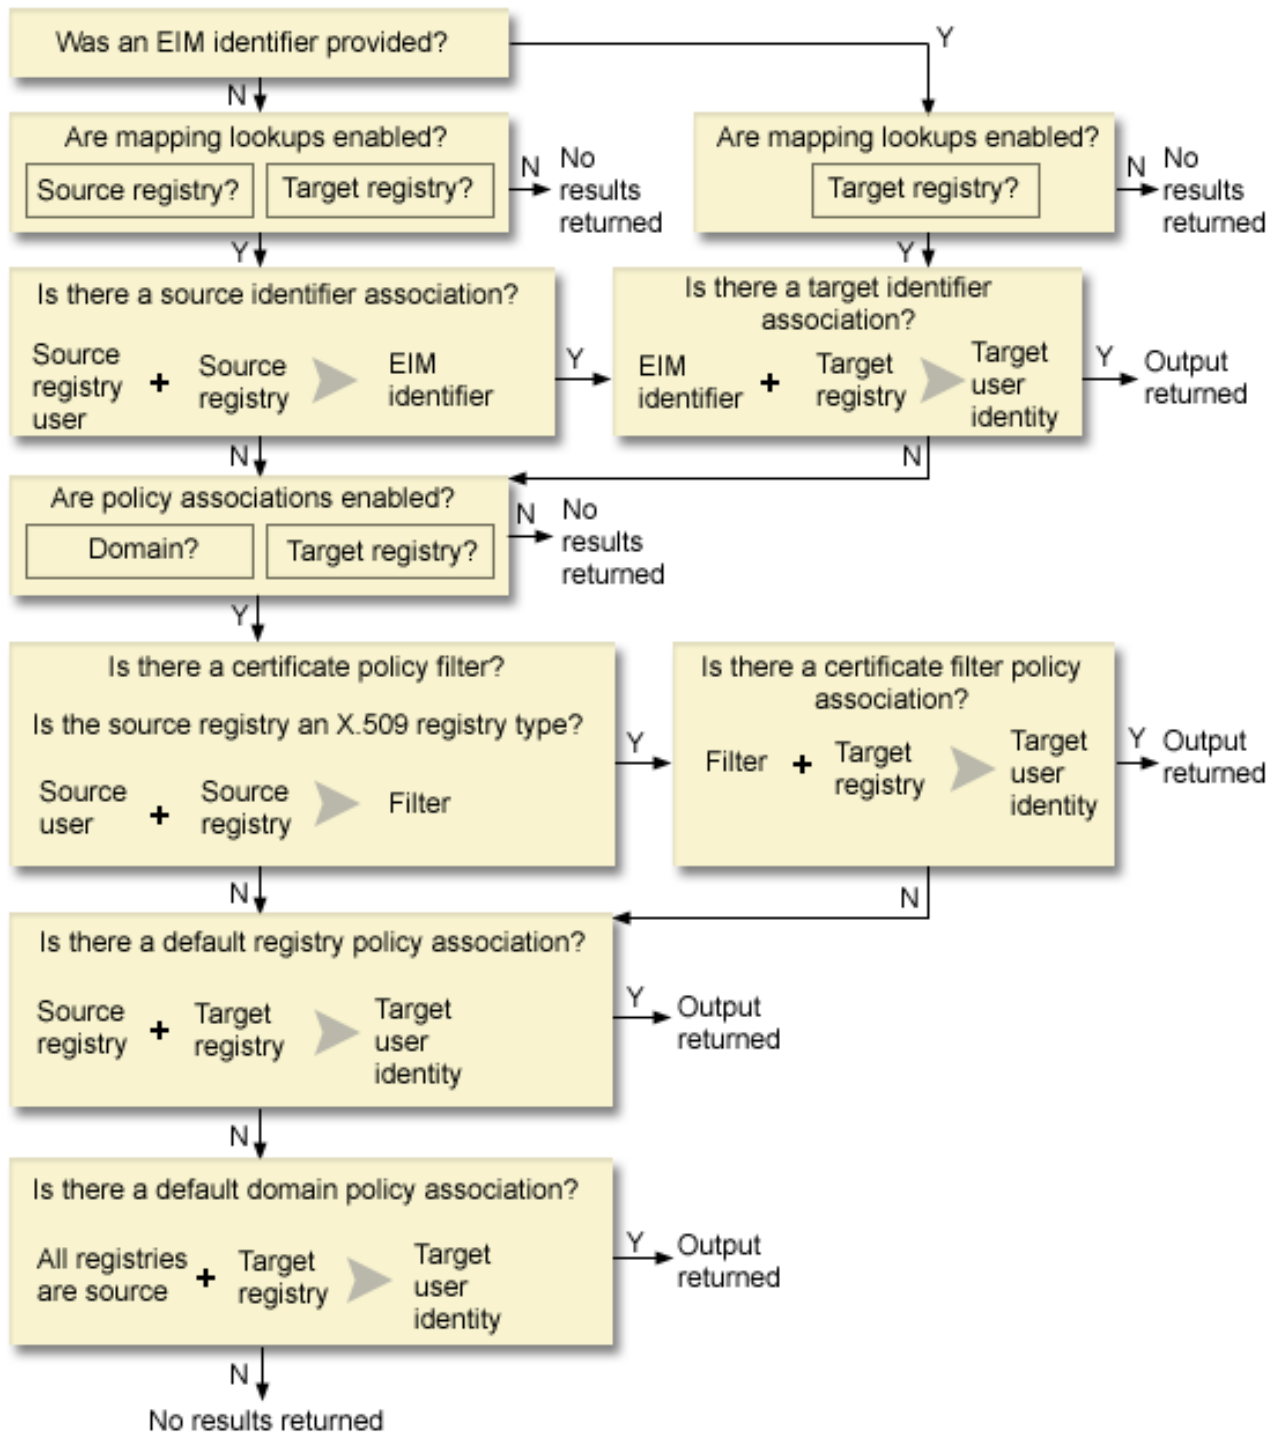 Was an EIM identifier provided?
Y
N
Are mapping lookups enabled?
Source registry?
Target registry?
N
No
results
returned
Are mapping lookups enabled?
Target registry?
N
No
results
returned
Y
Y
Is there a source identifier association?
Source
registry
user
+
Source
registry
EIM
identifier
Y
Is there a target identifier
association?
EIM
identifier
+
Target
registry
Target
user
identity
Y
Output
returned
N
N
Are policy associations enabled?
Domain?
Target registry?
N
No
results
returned
Y
Is there a certificate policy filter?
Is the source registry an X.509 registry type?
Source
user
+
Source
registry
Filter
Y
Is there a certificate filter policy
association?
Filter
+
Target
registry
Target
user
identity
Y
Output
returned
N
N
Is there a default registry policy association?
Source
registry
+
Target
registry
Target
user
identity
Y
Output
returned
N
Is there a default domain policy association?
All registries
are source
+
Target
registry
Target
user
identity
Y
Output
returned
N
No results returned